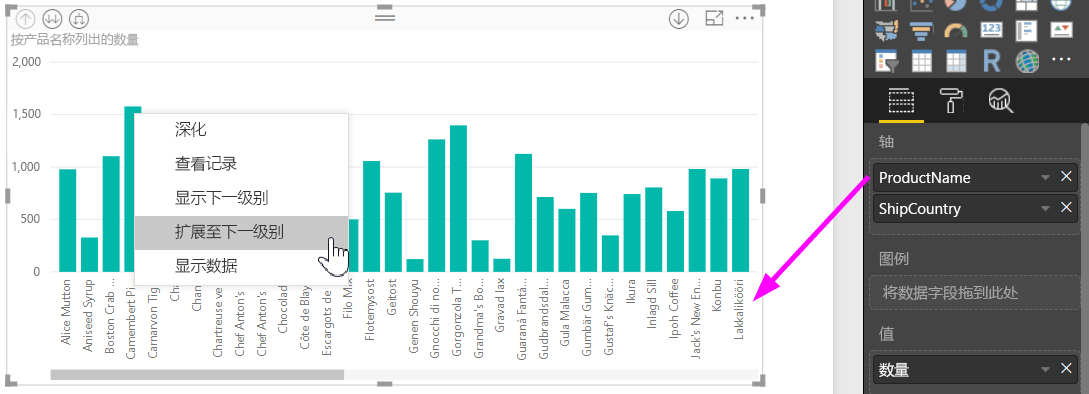 按产品名称列出的数量
2,000
1,500
1,000
500
0
深化
查看记录
显示下一级别
扩展至下一级别
显示数据
Alice Mutton
Aniseed Syrup
Boston Crab ...
Camembert Pi...
Carnarvon Tig
Ch
Chan
Chartreuse ve
Chef Anton's
Chef Anton's
Chocolad
Côte de Blay
Escargots de
Filo Mix
Flotemysost
Geitost
Genen Shouyu
Gnocchi di no...
Gorgonzola T...
Grandma's Bo...
Gravad lax
Guaraná Fantá...
Gudbrandsdal...
Gula Malacca
Gumbär Gum...
Gustaf's Knäc...
Ikura
Inlagd Sill
Ipoh Coffee
Jack's New En...
Konbu
Lakkalikööri
123
R
轴
ProductName
ShipCountry
图例
将数据字段拖到此处
值
数量